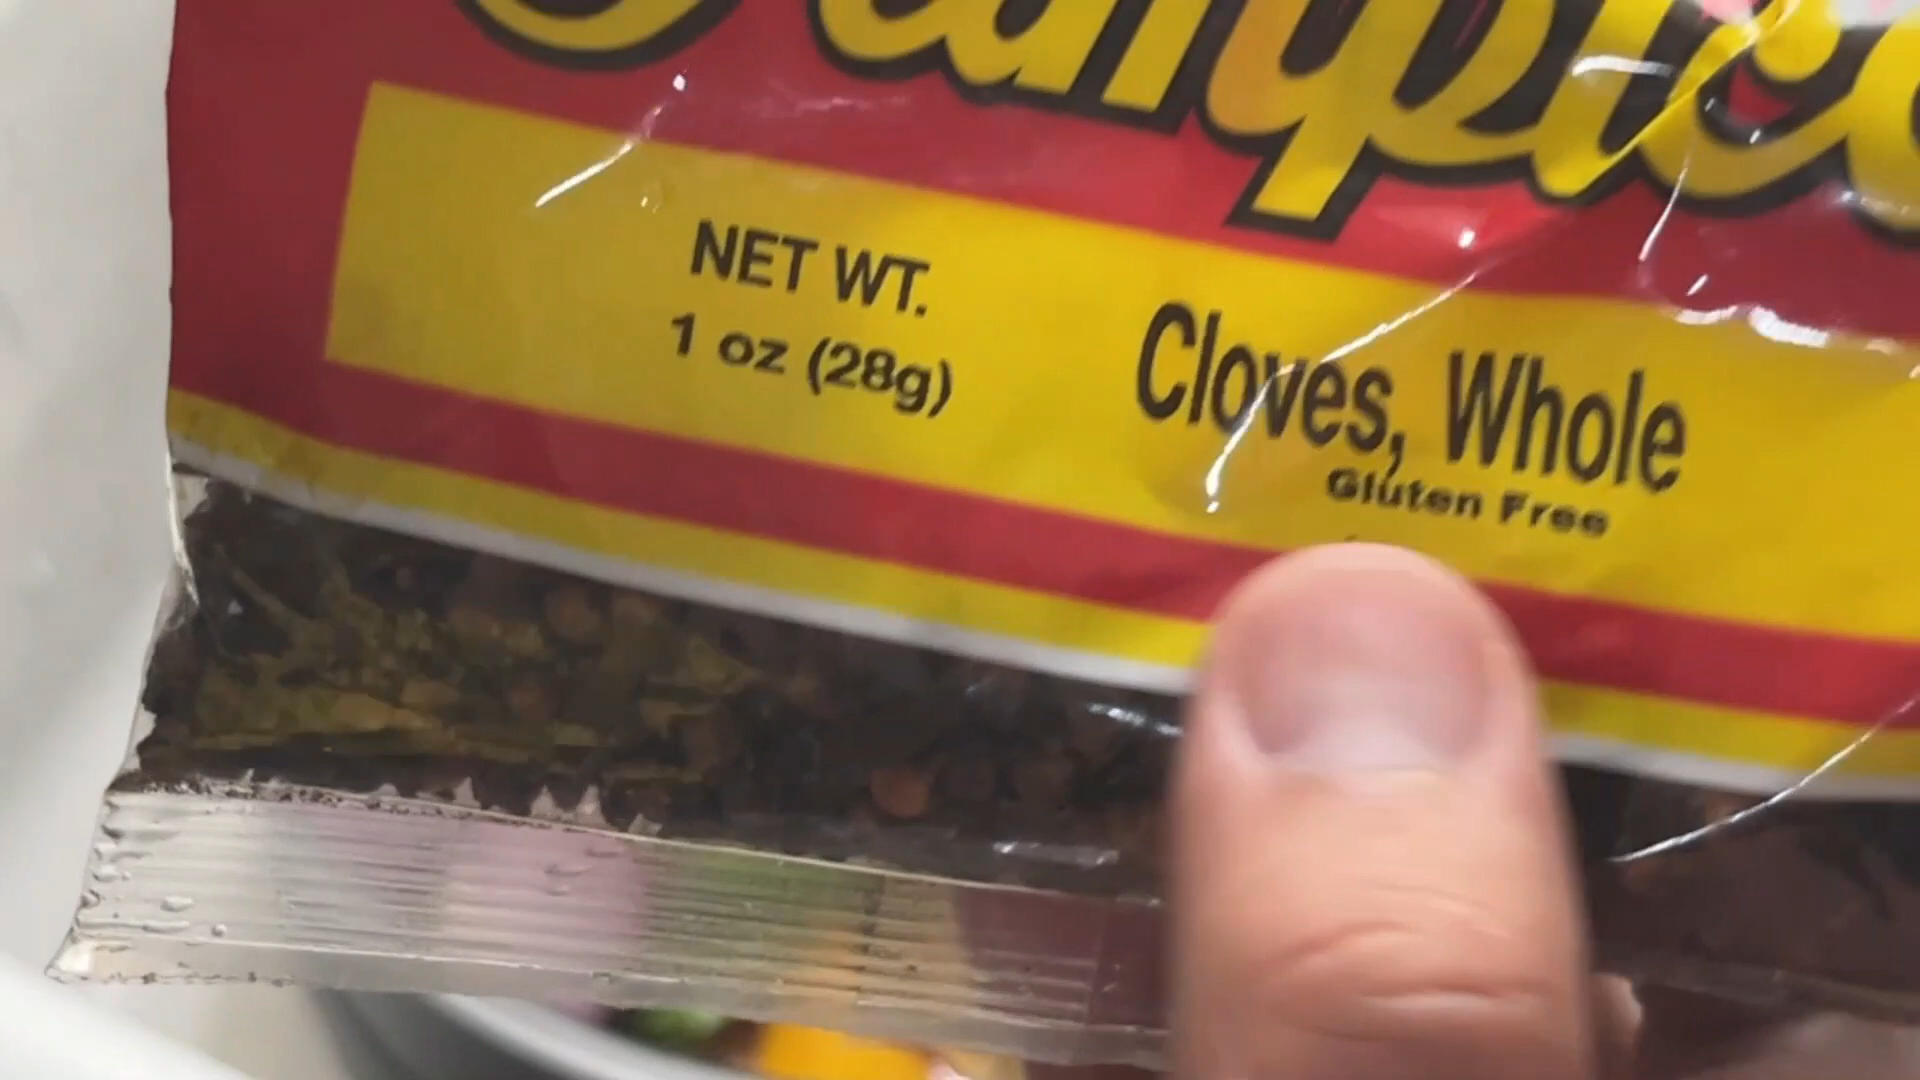 NET WT.
1 oz (28g)
Cloves, Whole
Gluten Free